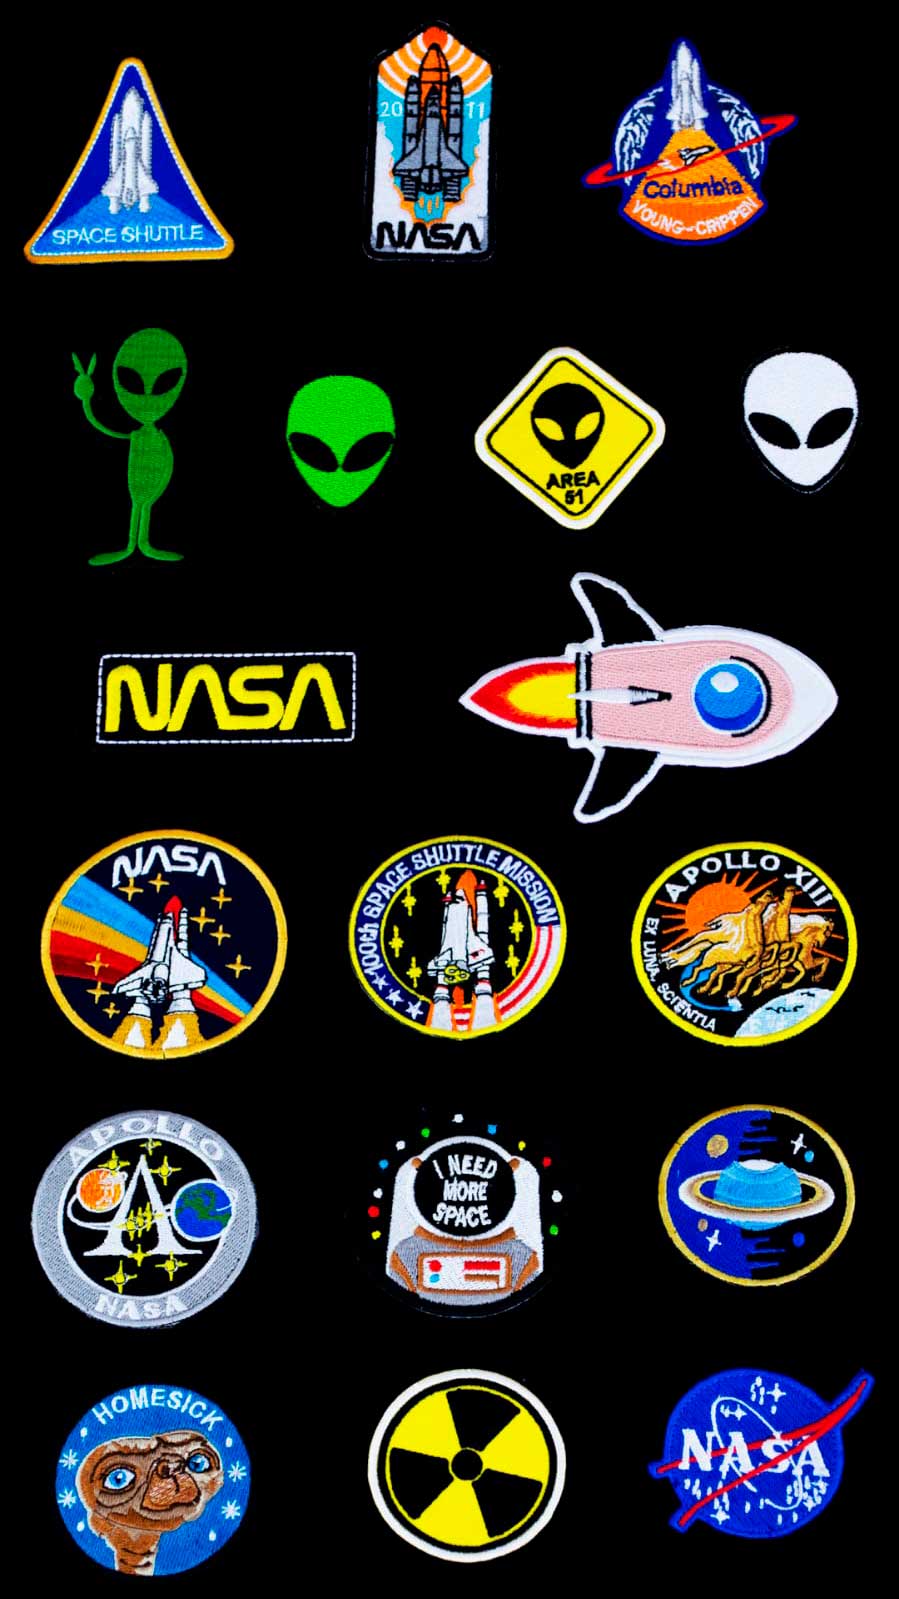 SPACE SHUTTLE
20 11
NASA
Columbia
YOUNG-CRIPPEN
AREA
51
NASA
NASA
100th SPACE SHUTTLE MISSION
APOLLO XIII
EX LUNA, SCIENTIA
APOLLO
NASA
I NEED
MORE
SPACE
HOMESICK
NASA